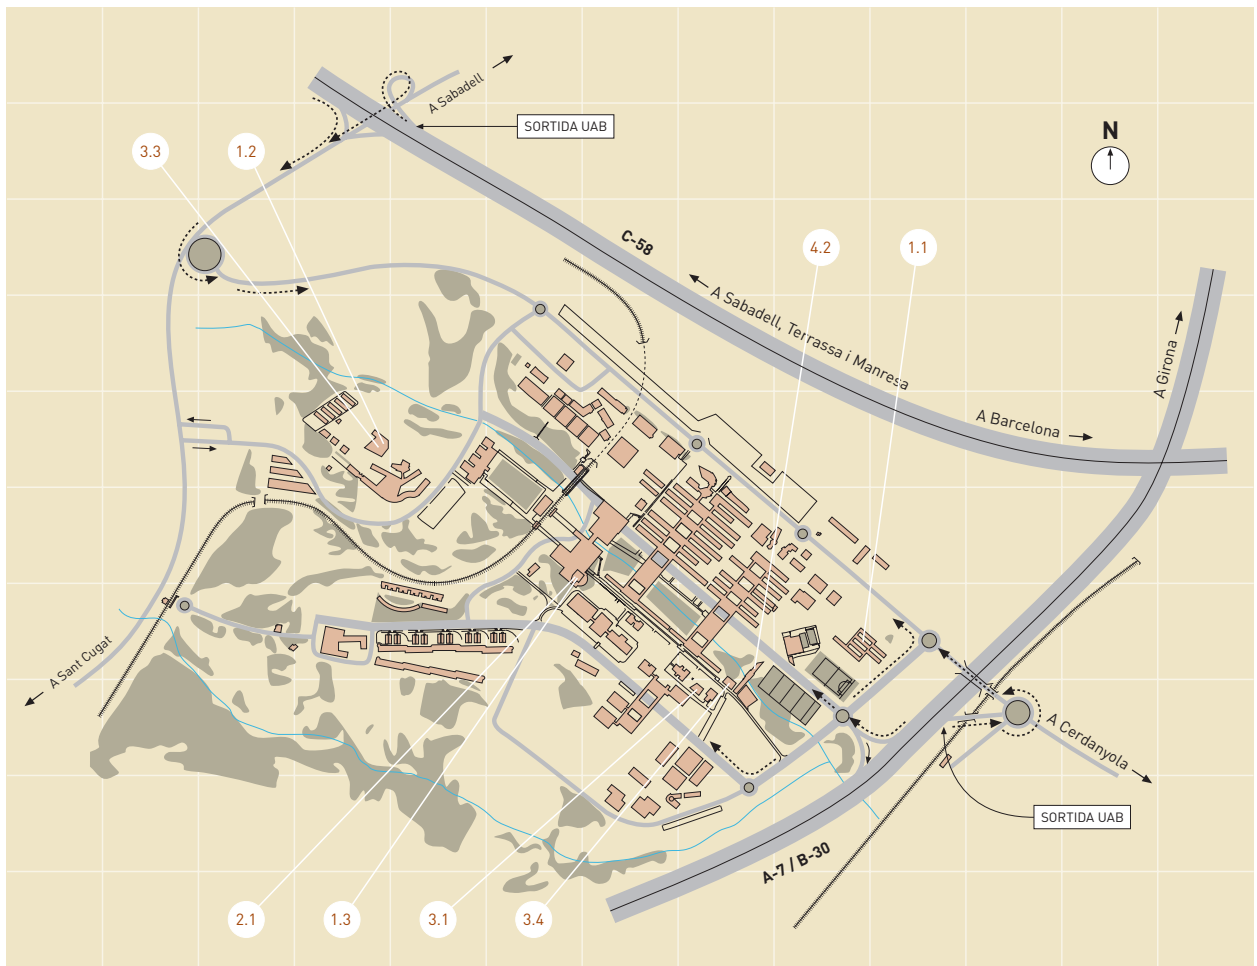 A Sabadell
SORTIDA UAB
N
3.3
1.2
C-58
4.2
1.1
A Sabadell, Terrassa i Manresa
A Girona
A Barcelona
A Sant Cugat
A Cerdanyola
SORTIDA UAB
A-7 / B-30
2.1
1.3
3.1
3.4